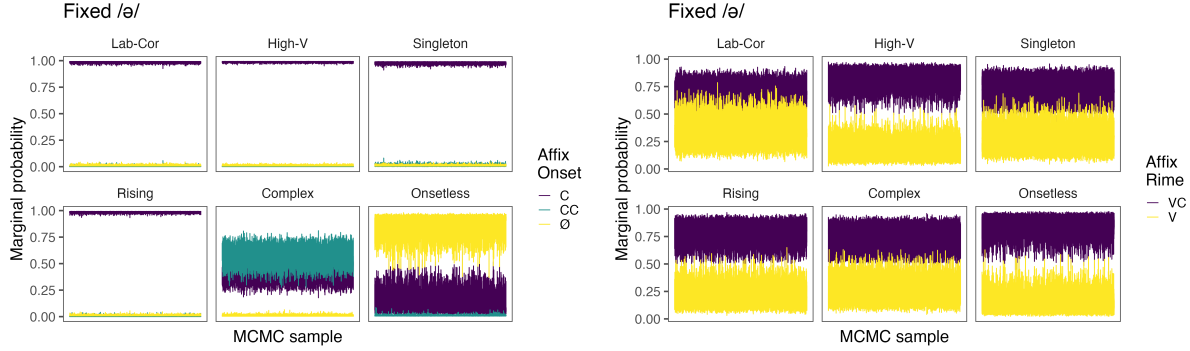 Fixed /ə/
Lab-Cor High-V Singleton
1.00
0.75
0.50
0.25
0.00
Rising Complex Onsetless
1.00
0.75
0.50
0.25
0.00
Marginal probability
MCMC sample
Affix
Onset
C
CC
Ø
Fixed /ə/
Lab-Cor High-V Singleton
1.00
0.75
0.50
0.25
0.00
Rising Complex Onsetless
1.00
0.75
0.50
0.25
0.00
Marginal probability
MCMC sample
Affix
Rime
VC
V